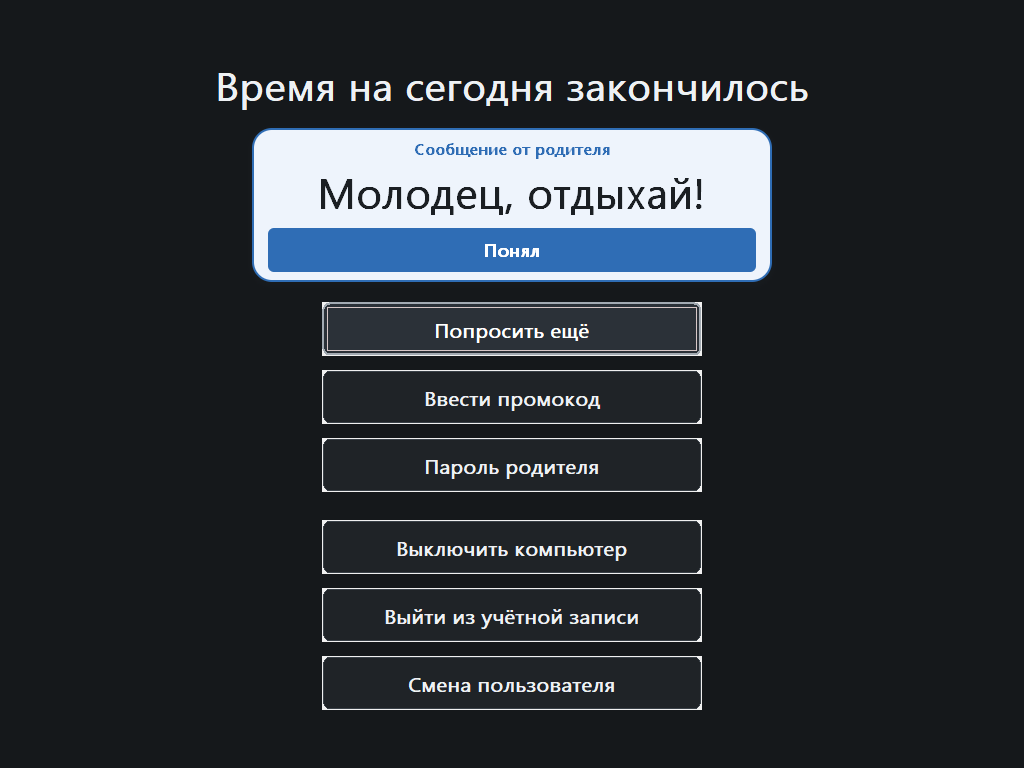 Время на сегодня закончилось
Сообщение от родителя
Молодец, отдыхай!
Понял
Попросить ещё
Ввести промокод
Пароль родителя
Выключить компьютер
Выйти из учётной записи
Смена пользователя